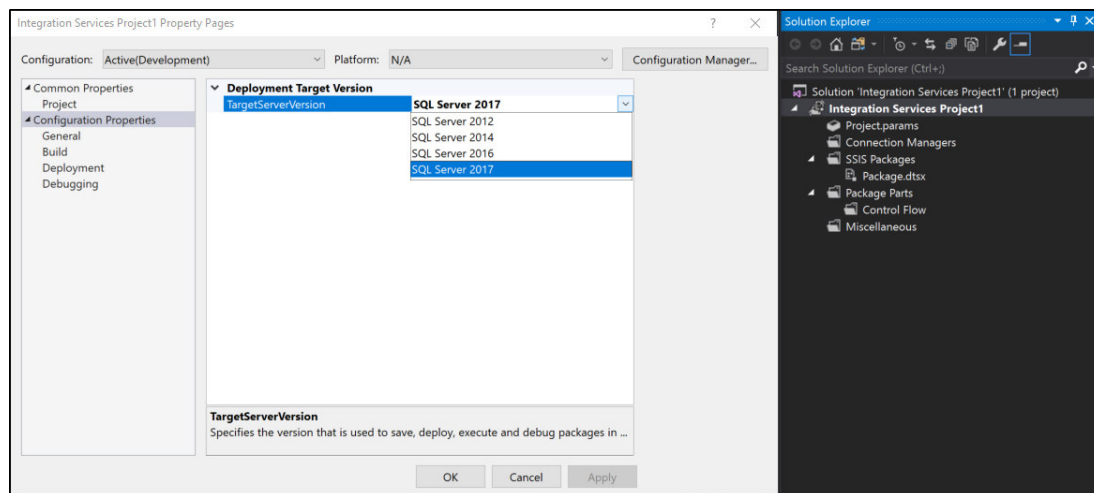 Integration Services Project1 Property Pages
Configuration: Active(Development) Platform: N/A Configuration Manager...
Common Properties
Project
Configuration Properties
General
Build
Deployment
Debugging
Deployment Target Version
TargetServerVersion SQL Server 2017
SQL Server 2012
SQL Server 2014
SQL Server 2016
SQL Server 2017
TargetServerVersion
Specifies the version that is used to save, deploy, execute and debug packages in ...
OK Cancel Apply
Solution Explorer
Search Solution Explorer (Ctrl+;)
Solution 'Integration Services Project1' (1 project)
Integration Services Project1
Project.params
Connection Managers
SSIS Packages
Package.dtsx
Package Parts
Control Flow
Miscellaneous